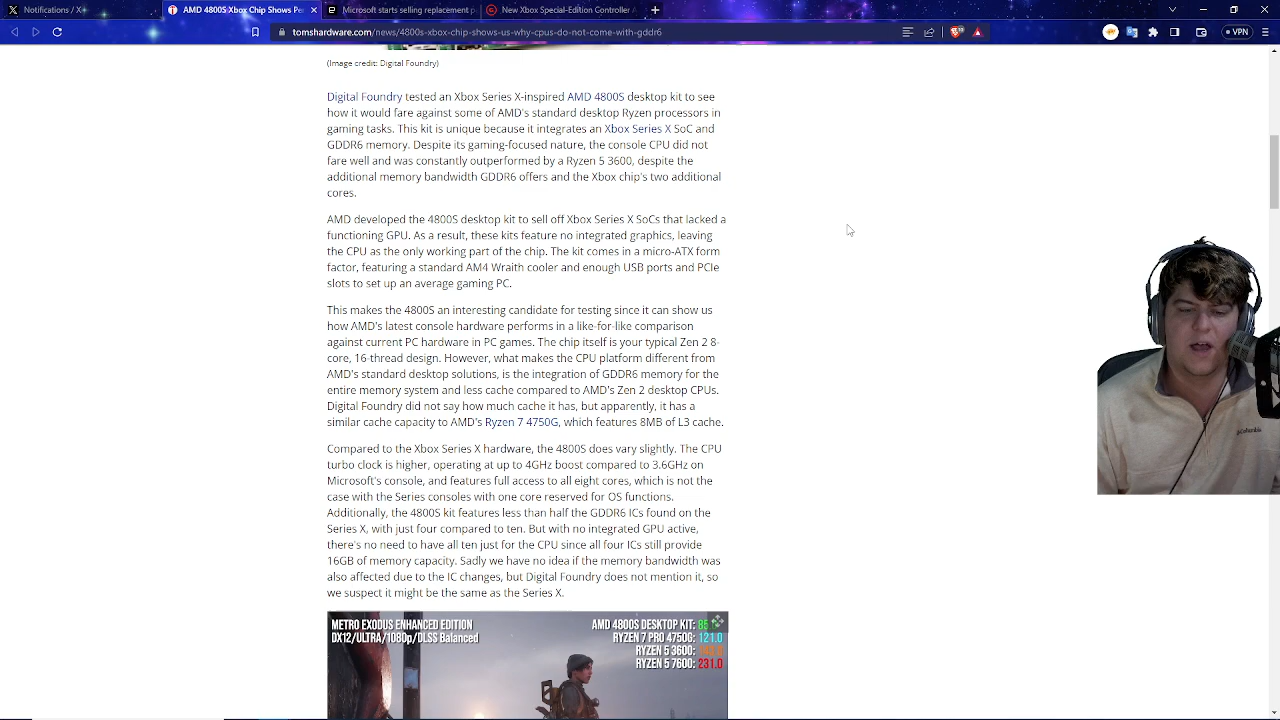 Notifications / X
AMD 4800S Xbox Chip Shows Per
Microsoft starts selling replacement p
New Xbox Special-Edition Controller A
tomshardware.com/news/4800s-xbox-chip-shows-us-why-cpus-do-not-come-with-gddr6
VPN
(Image credit: Digital Foundry)
Digital Foundry tested an Xbox Series X-inspired AMD 4800S desktop kit to see
how it would fare against some of AMD's standard desktop Ryzen processors in
gaming tasks. This kit is unique because it integrates an Xbox Series X SoC and
GDDR6 memory. Despite its gaming-focused nature, the console CPU did not
fare well and was constantly outperformed by a Ryzen 5 3600, despite the
additional memory bandwidth GDDR6 offers and the Xbox chip's two additional
cores.
AMD developed the 4800S desktop kit to sell off Xbox Series X SoCs that lacked a
functioning GPU. As a result, these kits feature no integrated graphics, leaving
the CPU as the only working part of the chip. The kit comes in a micro-ATX form
factor, featuring a standard AM4 Wraith cooler and enough USB ports and PCIe
slots to set up an average gaming PC.
This makes the 4800S an interesting candidate for testing since it can show us
how AMD's latest console hardware performs in a like-for-like comparison
against current PC hardware in PC games. The chip itself is your typical Zen 2 8-
core, 16-thread design. However, what makes the CPU platform different from
AMD's standard desktop solutions, is the integration of GDDR6 memory for the
entire memory system and less cache compared to AMD's Zen 2 desktop CPUs.
Digital Foundry did not say how much cache it has, but apparently, it has a
similar cache capacity to AMD's Ryzen 7 4750G, which features 8MB of L3 cache.
Compared to the Xbox Series X hardware, the 4800S does vary slightly. The CPU
turbo clock is higher, operating at up to 4GHz boost compared to 3.6GHz on
Microsoft's console, and features full access to all eight cores, which is not the
case with the Series consoles with one core reserved for OS functions.
Additionally, the 4800S kit features less than half the GDDR6 ICs found on the
Series X, with just four compared to ten. But with no integrated GPU active,
there's no need to have all ten just for the CPU since all four ICs still provide
16GB of memory capacity. Sadly we have no idea if the memory bandwidth was
also affected due to the IC changes, but Digital Foundry does not mention it, so
we suspect it might be the same as the Series X.
METRO EXODUS ENHANCED EDITION
DX12/ULTRA/1080p/DLSS Balanced
AMD 4800S DESKTOP KIT:
RYZEN 7 PRO 4750G: 121.0
RYZEN 5 3600:
RYZEN 5 7600: 231.0
Columbia